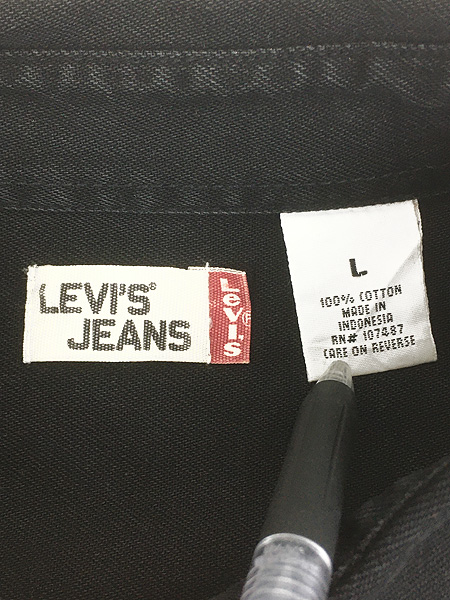 LEVI'S®
JEANS
Levi's®
L
100% COTTON
MADE IN
INDONESIA
RN# 107487
CARE ON REVERSE